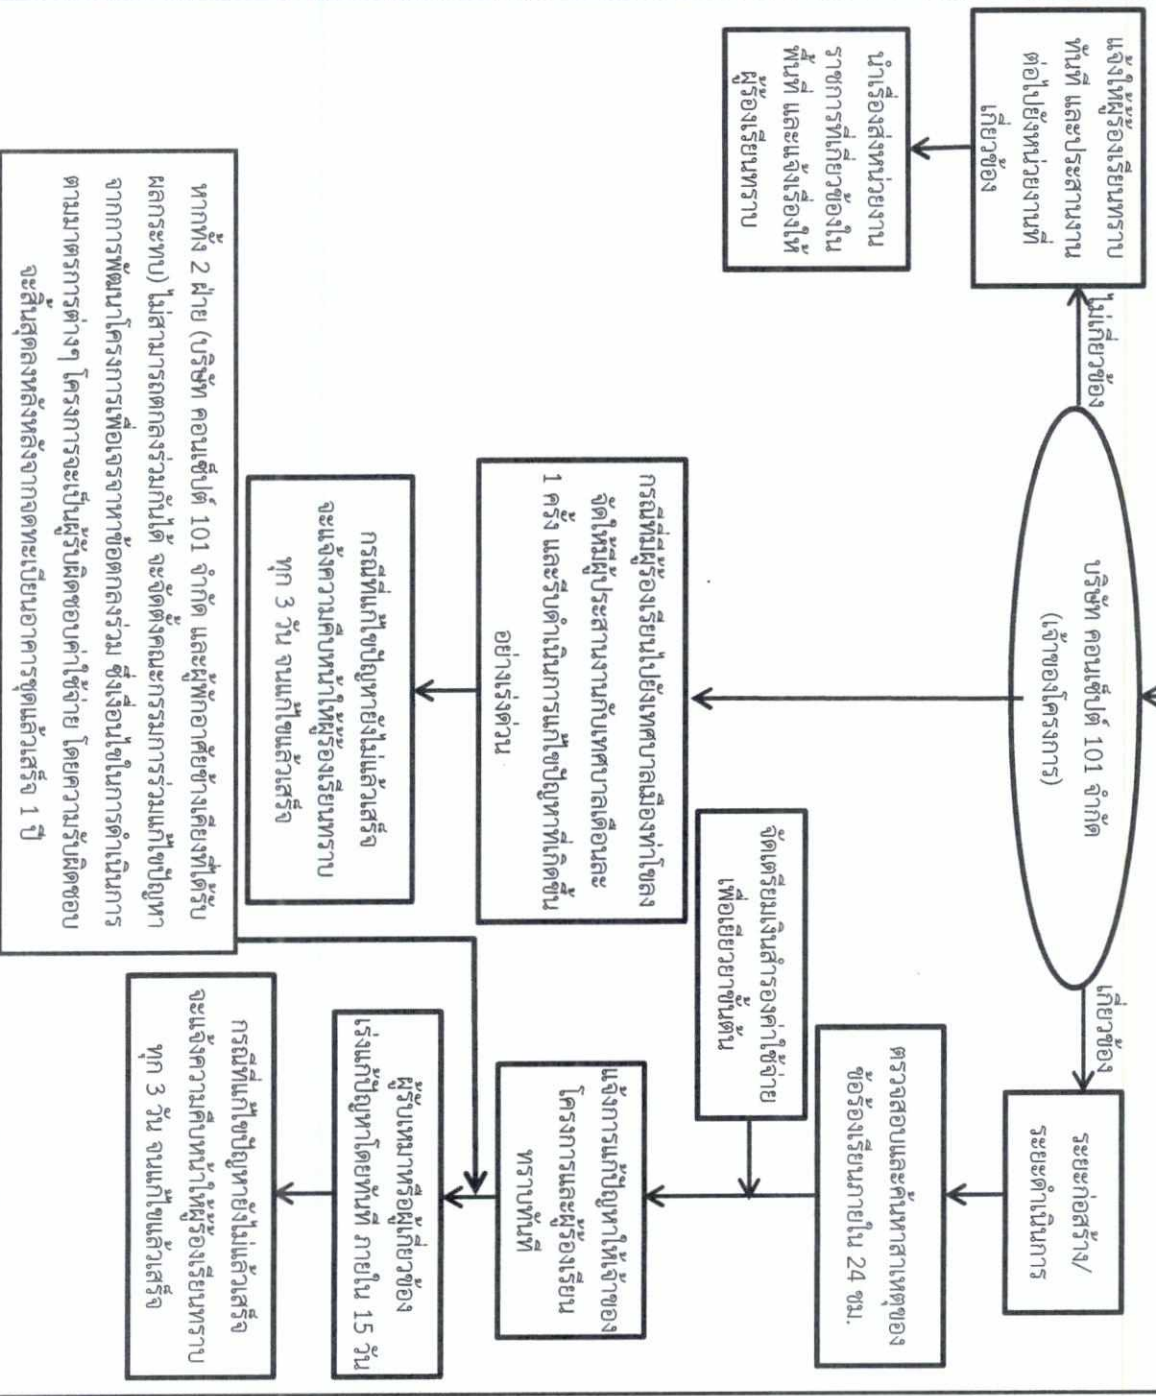 บริษัท คอนเซ็ปต์ 101 จำกัด
(เจ้าของโครงการ)
ไม่เกี่ยวข้อง
เกี่ยวข้อง
แจ้งให้ผู้ร้องเรียนทราบ
ทันที และประสานงาน
ต่อไปยังหน่วยงานที่
เกี่ยวข้อง
นำเรื่องส่งหน่วยงาน
ราชการที่เกี่ยวข้องใน
พื้นที่ และแจ้งเรื่องให้
ผู้ร้องเรียนทราบ
กรณีที่มีผู้ร้องเรียนไปยังเทศบาลเมืองท่าโขลง
จัดให้มีผู้ประสานงานกับเทศบาลเดือนละ
1 ครั้ง และรีบดำเนินการแก้ไขปัญหาที่เกิดขึ้น
อย่างเร่งด่วน
กรณีที่แก้ไขปัญหายังไม่แล้วเสร็จ
จะแจ้งความคืบหน้าให้ผู้ร้องเรียนทราบ
ทุก 3 วัน จนแก้ไขแล้วเสร็จ
ระยะก่อสร้าง/
ระยะดำเนินการ
ตรวจสอบและค้นหาสาเหตุของ
ข้อร้องเรียนภายใน 24 ชม.
จัดเตรียมเงินสำรองค่าใช้จ่าย
เพื่อเยียวยาขั้นต้น
แจ้งการแก้ปัญหาให้เจ้าของ
โครงการและผู้ร้องเรียน
ทราบทันที
ผู้รับเหมาหรือผู้เกี่ยวข้อง
เร่งแก้ปัญหาโดยทันที ภายใน 15 วัน
กรณีที่แก้ไขปัญหายังไม่แล้วเสร็จ
จะแจ้งความคืบหน้าให้ผู้ร้องเรียนทราบ
ทุก 3 วัน จนแก้ไขแล้วเสร็จ
หากทั้ง 2 ฝ่าย (บริษัท คอนเซ็ปต์ 101 จำกัด และผู้พักอาศัยข้างเคียงที่ได้รับ
ผลกระทบ) ไม่สามารถตกลงร่วมกันได้ จะจัดตั้งคณะกรรมการร่วมแก้ไขปัญหา
จากการพัฒนาโครงการเพื่อเจรจาหาข้อตกลงร่วม ซึ่งเงื่อนไขในการดำเนินการ
ตามมาตรการต่างๆ โครงการจะเป็นผู้รับผิดชอบค่าใช้จ่าย โดยความรับผิดชอบ
จะสิ้นสุดลงหลังหลังจากจดทะเบียนอาคารชุดแล้วเสร็จ 1 ปี